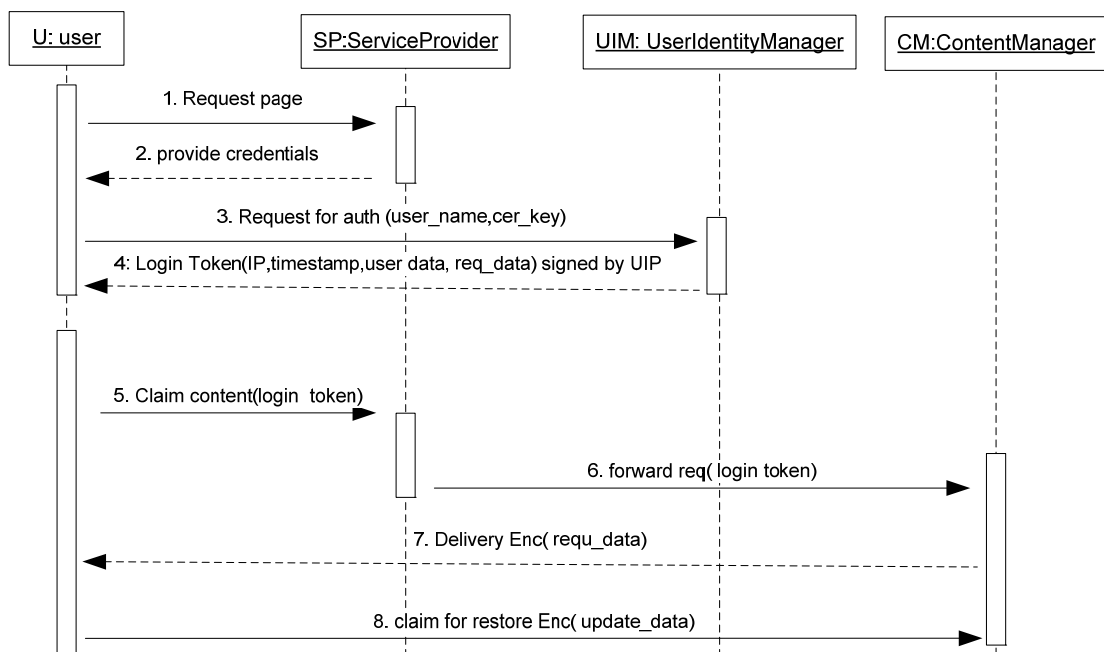 U: user
SP:ServiceProvider
UIM: UserIdentityManager
CM:ContentManager
1. Request page
2. provide credentials
3. Request for auth (user_name,cer_key)
4: Login Token(IP,timestamp,user data, req_data) signed by UIP
5. Claim content(login token)
6. forward req( login token)
7. Delivery Enc( requ_data)
8. claim for restore Enc( update_data)